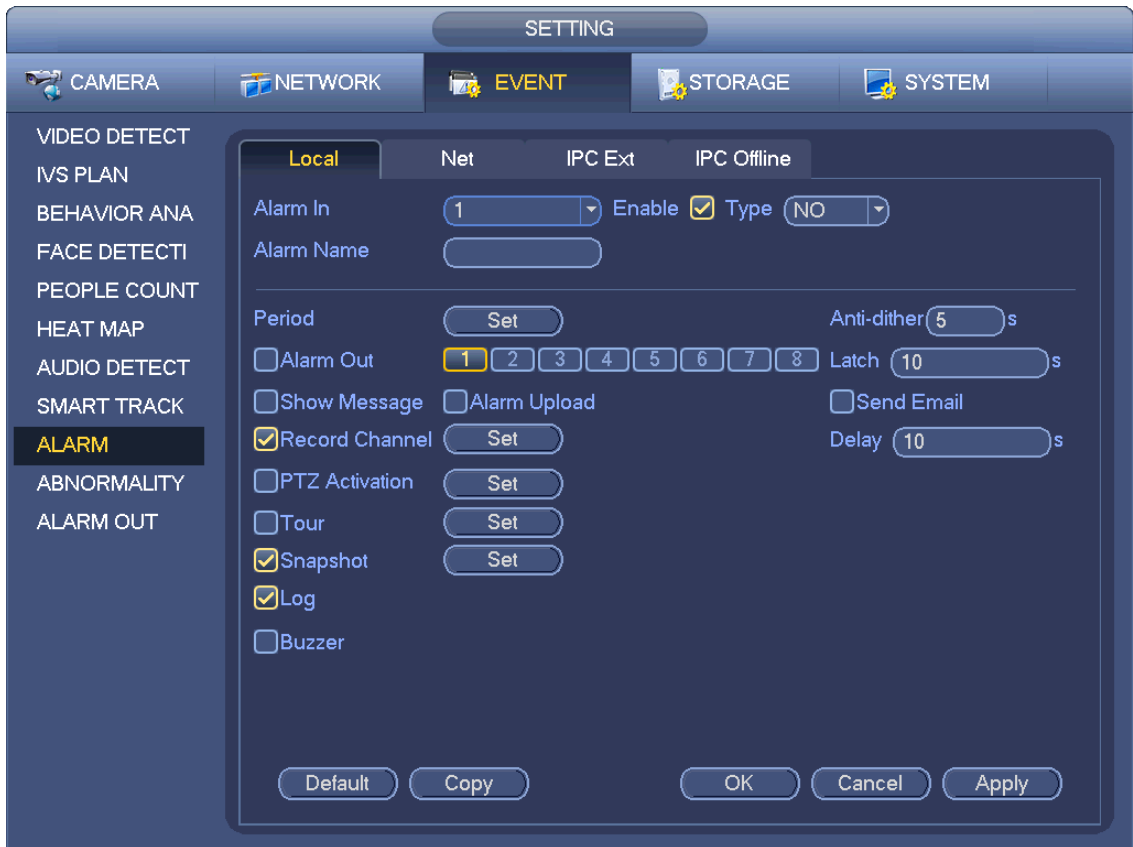 SETTING
CAMERA NETWORK EVENT STORAGE SYSTEM
VIDEO DETECT
IVS PLAN
BEHAVIOR ANA
FACE DETECTI
PEOPLE COUNT
HEAT MAP
AUDIO DETECT
SMART TRACK
ALARM
ABNORMALITY
ALARM OUT
Local Net IPC Ext IPC Offline
Alarm In 1 Enable Type NO
Alarm Name
Period Set Anti-dither 5 s
Alarm Out 1 2 3 4 5 6 7 8 Latch 10 s
Show Message Alarm Upload Send Email
Record Channel Set Delay 10 s
PTZ Activation Set
Tour Set
Snapshot Set
Log
Buzzer
Default Copy OK Cancel Apply